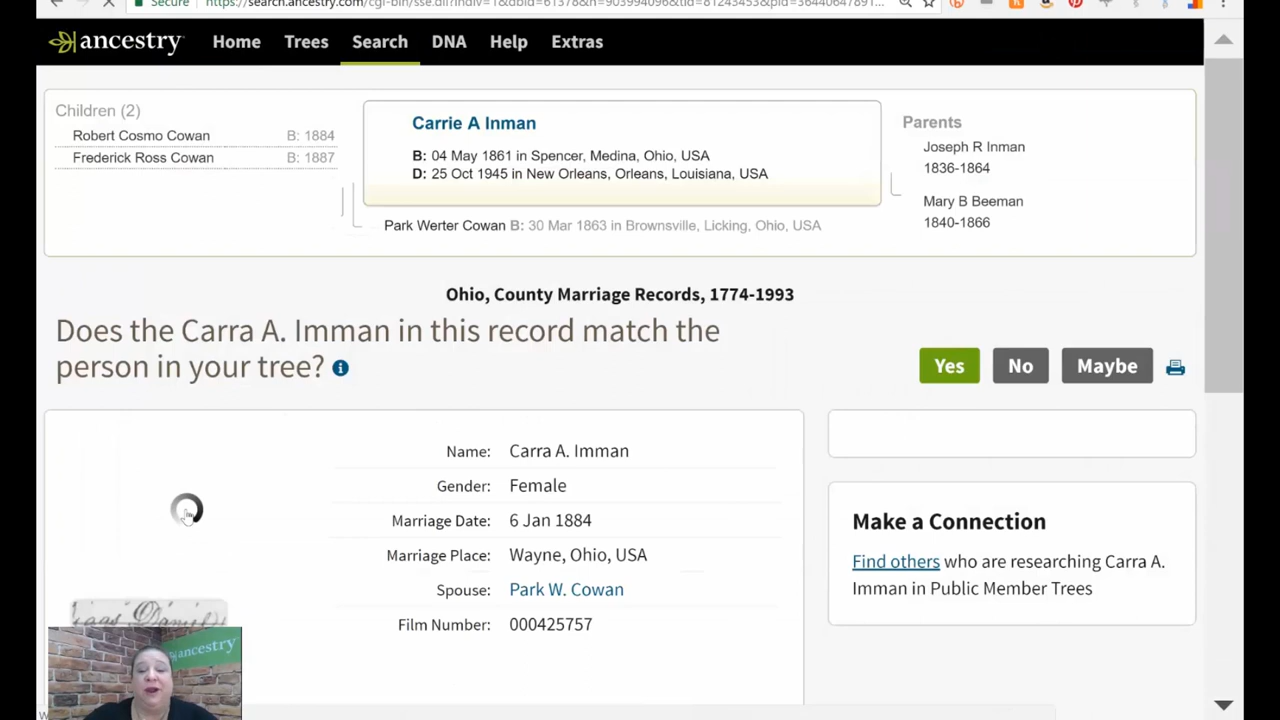 Secure
ancestry Home Trees Search DNA Help Extras
Children (2)
Robert Cosmo Cowan B: 1884
Frederick Ross Cowan B: 1887
Carrie A Inman
B: 04 May 1861 in Spencer, Medina, Ohio, USA
D: 25 Oct 1945 in New Orleans, Orleans, Louisiana, USA
Park Werter Cowan B: 30 Mar 1863 in Brownsville, Licking, Ohio, USA
Parents
Joseph R Inman
1836-1864
Mary B Beeman
1840-1866
Ohio, County Marriage Records, 1774-1993
Does the Carra A. Imman in this record match the
person in your tree?
Yes No Maybe
Name: Carra A. Imman
Gender: Female
Marriage Date: 6 Jan 1884
Marriage Place: Wayne, Ohio, USA
Spouse: Park W. Cowan
Film Number: 000425757
Make a Connection
Find others who are researching Carra A.
Imman in Public Member Trees
ancestry